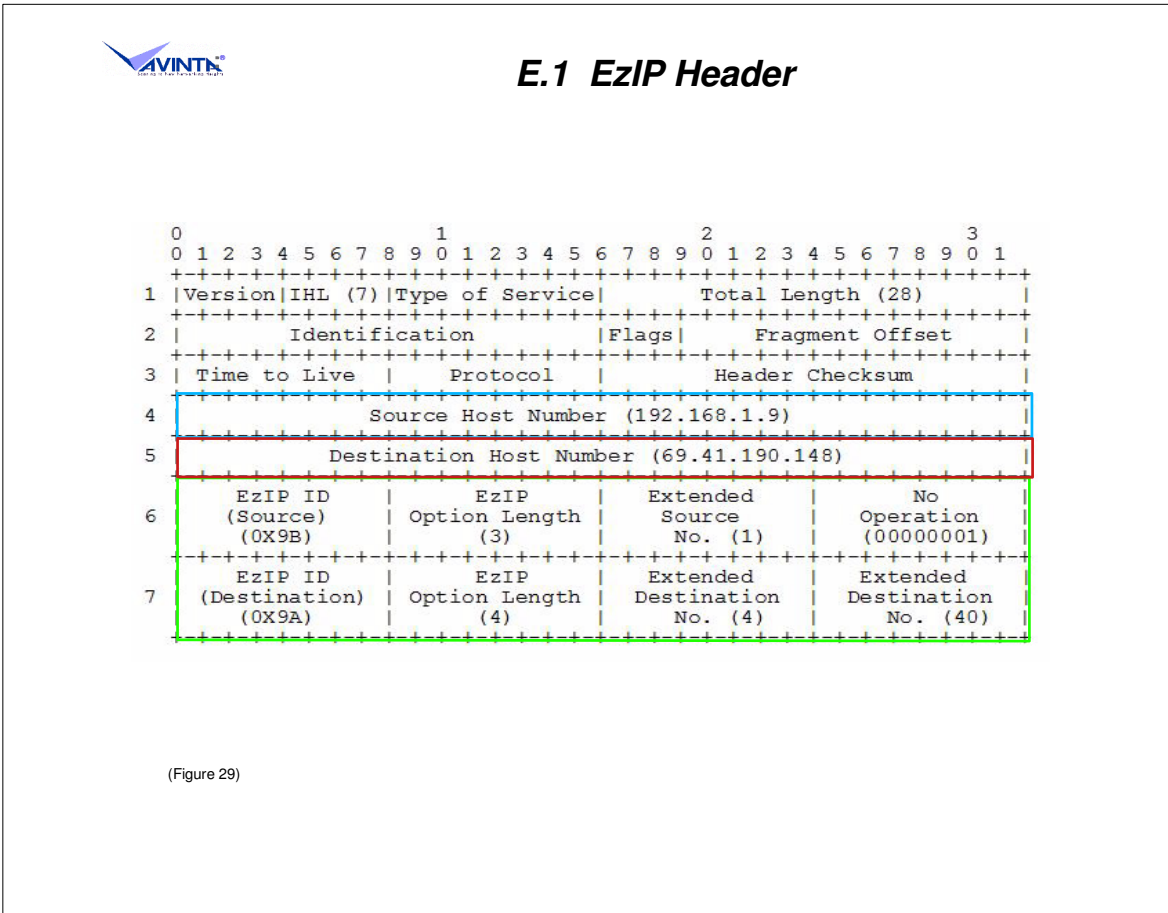 AVINTA
E.1 EzIP Header
0 1 2 3
0 1 2 3 4 5 6 7 8 9 0 1 2 3 4 5 6 7 8 9 0 1 2 3 4 5 6 7 8 9 0 1
+-+-+-+-+-+-+-+-+-+-+-+-+-+-+-+-+-+-+-+-+-+-+-+-+-+-+-+-+-+-+-+-+
1 |Version|IHL (7)|Type of Service| Total Length (28) |
+-+-+-+-+-+-+-+-+-+-+-+-+-+-+-+-+-+-+-+-+-+-+-+-+-+-+-+-+-+-+-+-+
2 | Identification |Flags| Fragment Offset |
+-+-+-+-+-+-+-+-+-+-+-+-+-+-+-+-+-+-+-+-+-+-+-+-+-+-+-+-+-+-+-+-+
3 | Time to Live | Protocol | Header Checksum |
+-+-+-+-+-+-+-+-+-+-+-+-+-+-+-+-+-+-+-+-+-+-+-+-+-+-+-+-+-+-+-+-+
4 | Source Host Number (192.168.1.9) |
+-+-+-+-+-+-+-+-+-+-+-+-+-+-+-+-+-+-+-+-+-+-+-+-+-+-+-+-+-+-+-+-+
5 | Destination Host Number (69.41.190.148) |
+-+-+-+-+-+-+-+-+-+-+-+-+-+-+-+-+-+-+-+-+-+-+-+-+-+-+-+-+-+-+-+-+
| EzIP ID | EzIP | Extended | No |
6 | (Source) | Option Length | Source | Operation |
| (0X9B) | (3) | No. (1) | (00000001) |
+-+-+-+-+-+-+-+-+-+-+-+-+-+-+-+-+-+-+-+-+-+-+-+-+-+-+-+-+-+-+-+-+
| EzIP ID | EzIP | Extended | Extended |
7 | (Destination) | Option Length | Destination | Destination |
| (0X9A) | (4) | No. (4) | No. (40) |
+-+-+-+-+-+-+-+-+-+-+-+-+-+-+-+-+-+-+-+-+-+-+-+-+-+-+-+-+-+-+-+-+
(Figure 29)